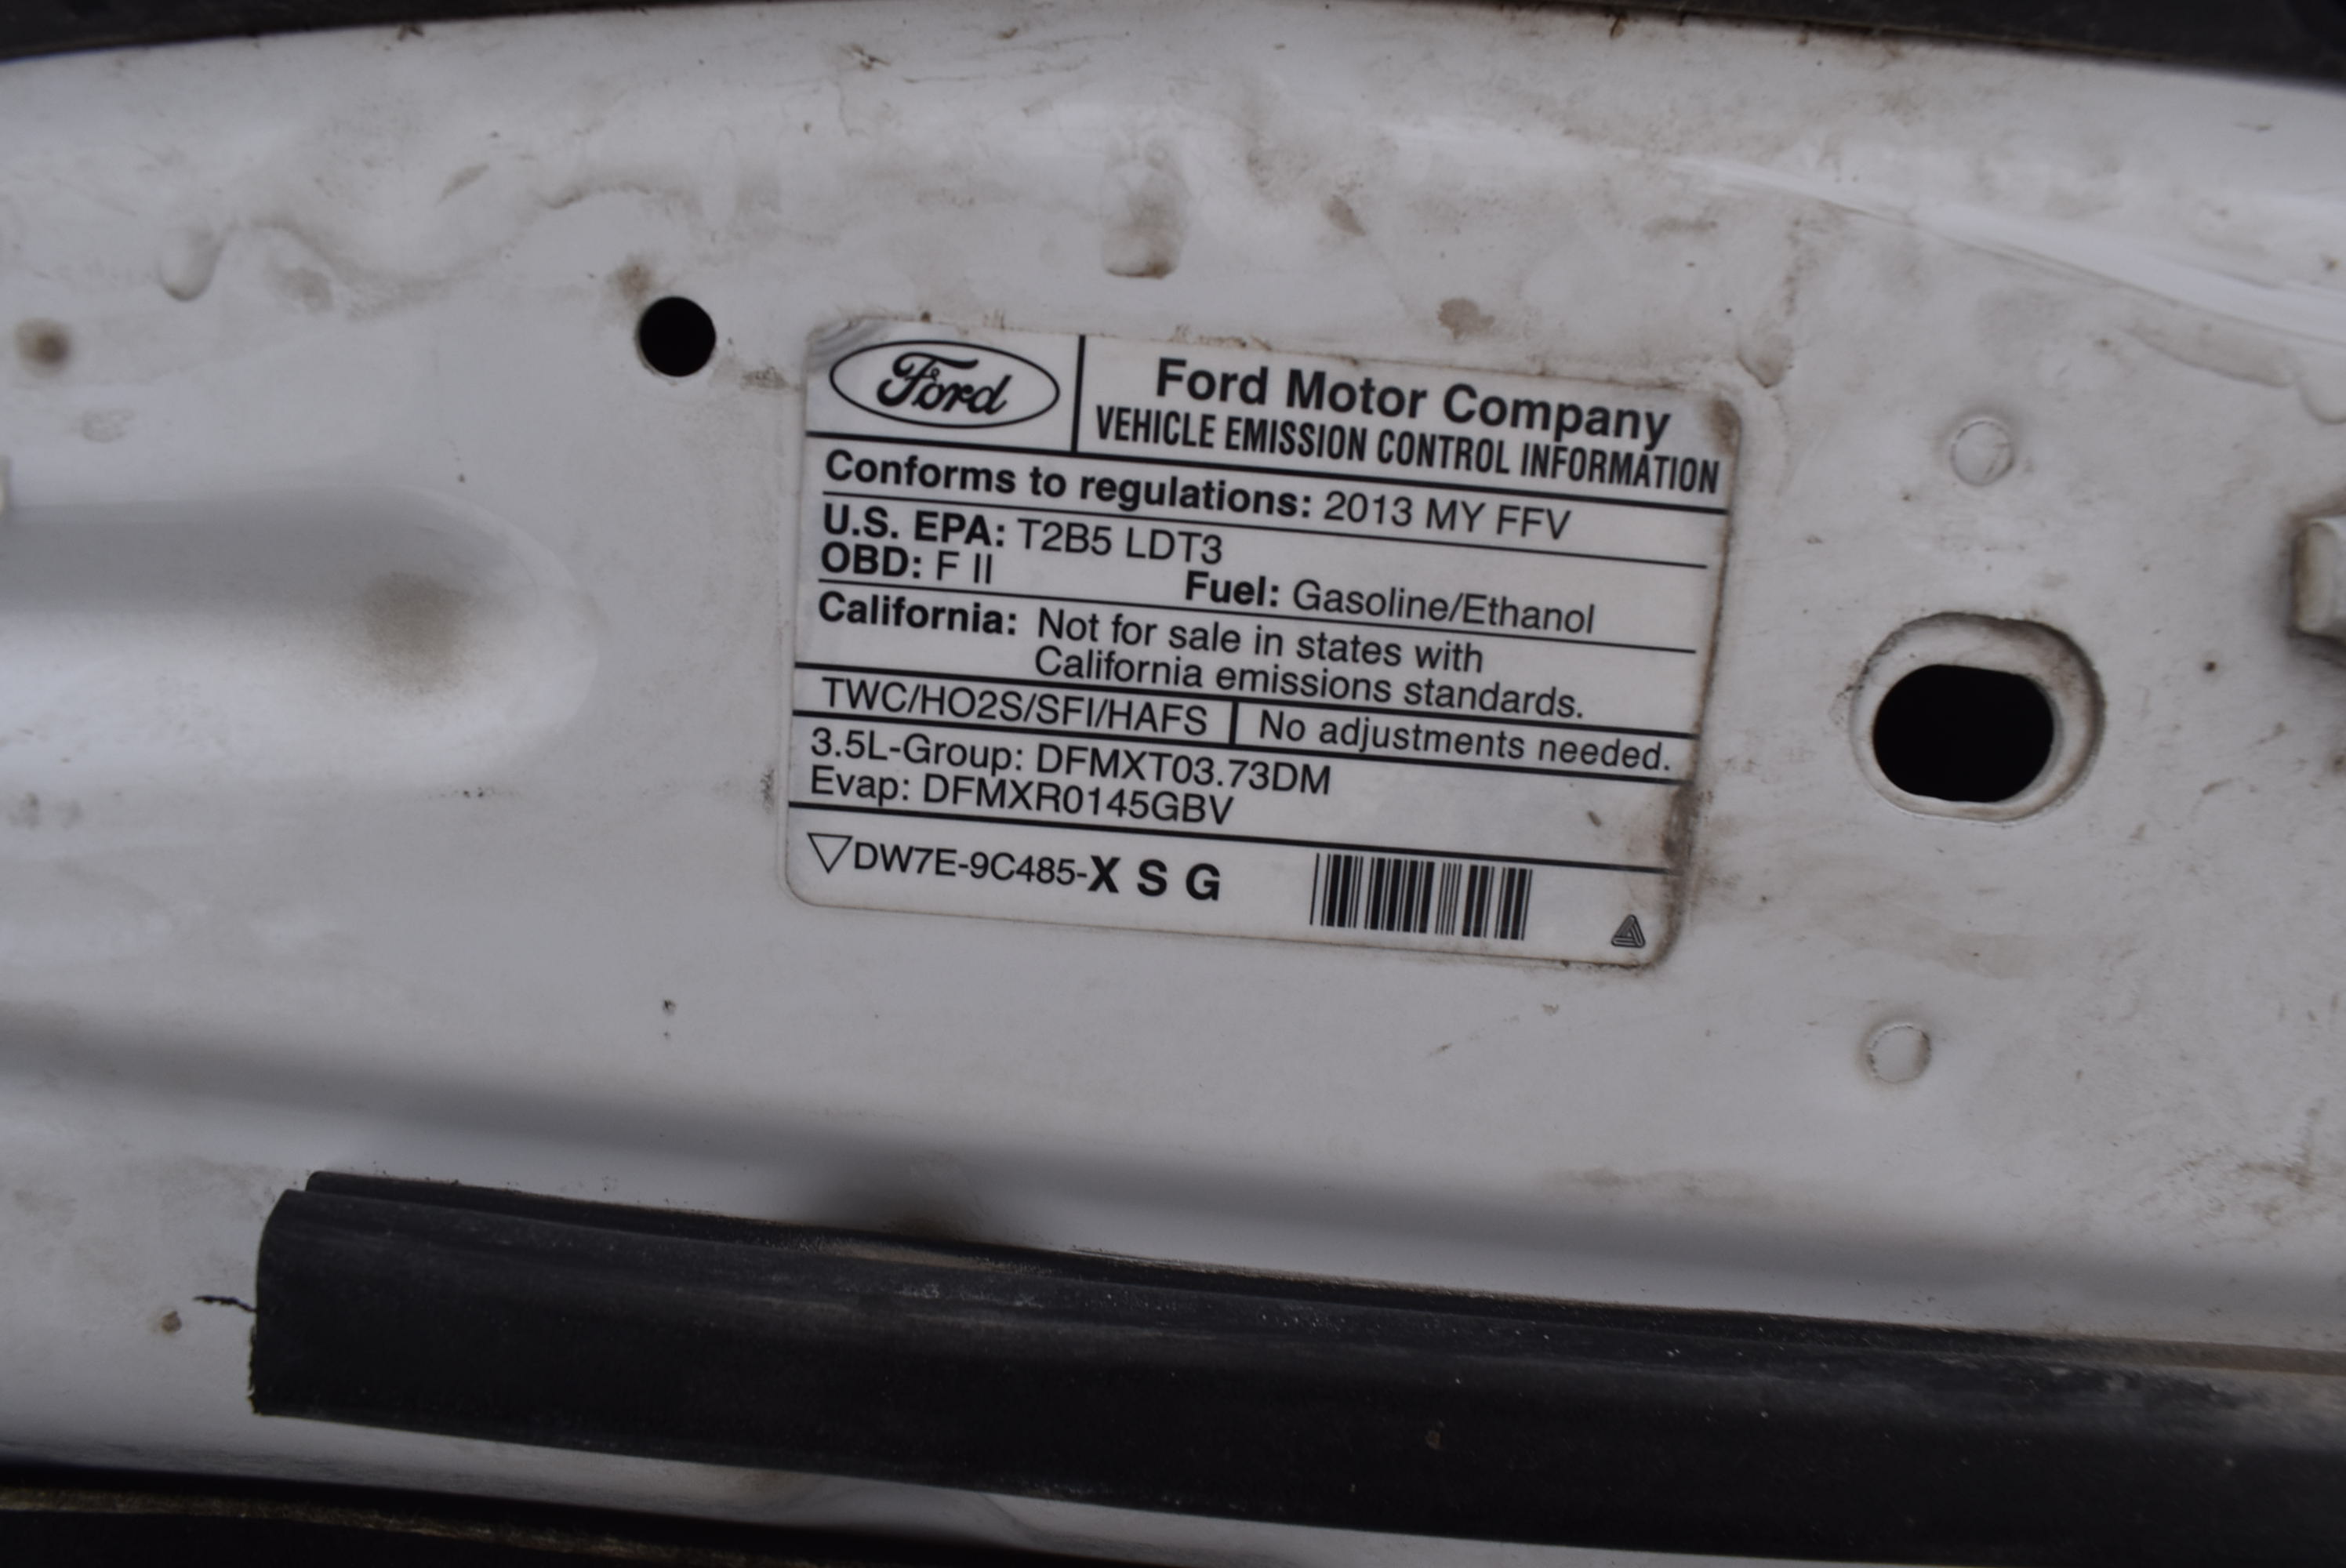 Ford
Ford Motor Company
VEHICLE EMISSION CONTROL INFORMATION
Conforms to regulations: 2013 MY FFV
U.S. EPA: T2B5 LDT3
OBD: F II Fuel: Gasoline/Ethanol
California: Not for sale in states with
California emissions standards.
TWC/HO2S/SFI/HAFS No adjustments needed.
3.5L-Group: DFMXT03.73DM
Evap: DFMXR0145GBV
DW7E-9C485-X S G